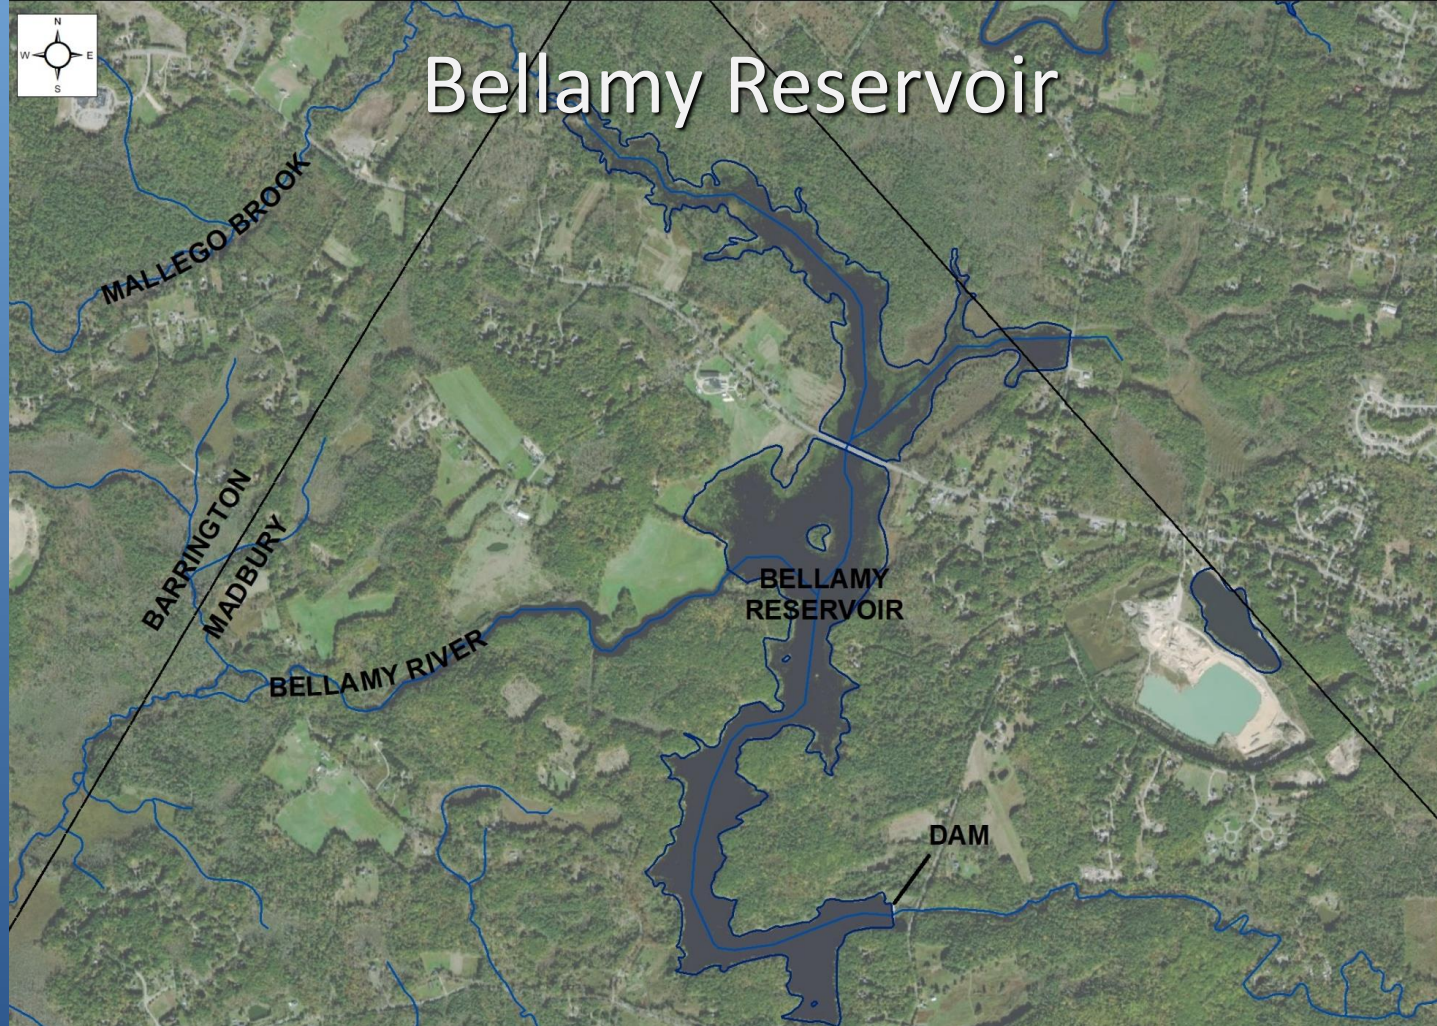 N
W E
S
Bellamy Reservoir
MALLEGO BROOK
BARRINGTON
MADBURY
BELLAMY
RESERVOIR
BELLAMY RIVER
DAM